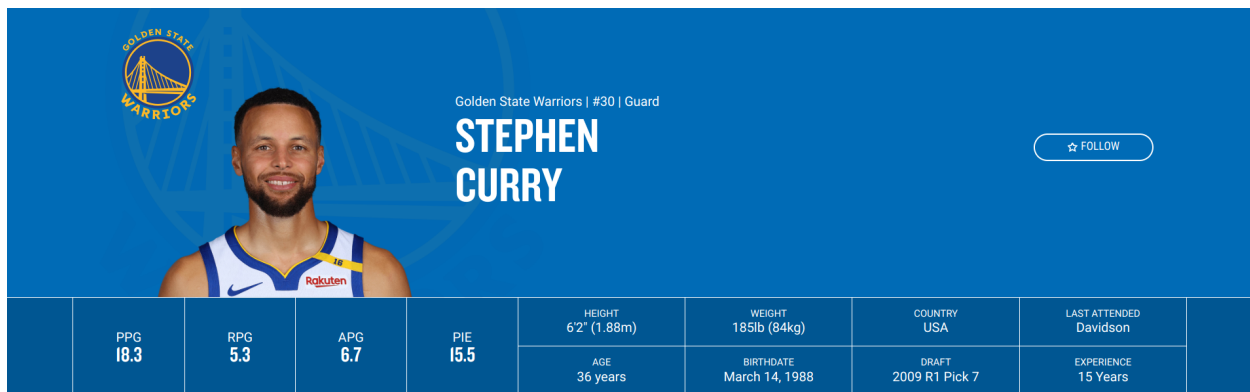 GOLDEN STATE
WARRIORS
Golden State Warriors | #30 | Guard
STEPHEN
CURRY
FOLLOW
16
Rakuten
PPG
18.3
RPG
5.3
APG
6.7
PIE
15.5
HEIGHT
6'2" (1.88m)
WEIGHT
185lb (84kg)
COUNTRY
USA
LAST ATTENDED
Davidson
AGE
36 years
BIRTHDATE
March 14, 1988
DRAFT
2009 R1 Pick 7
EXPERIENCE
15 Years